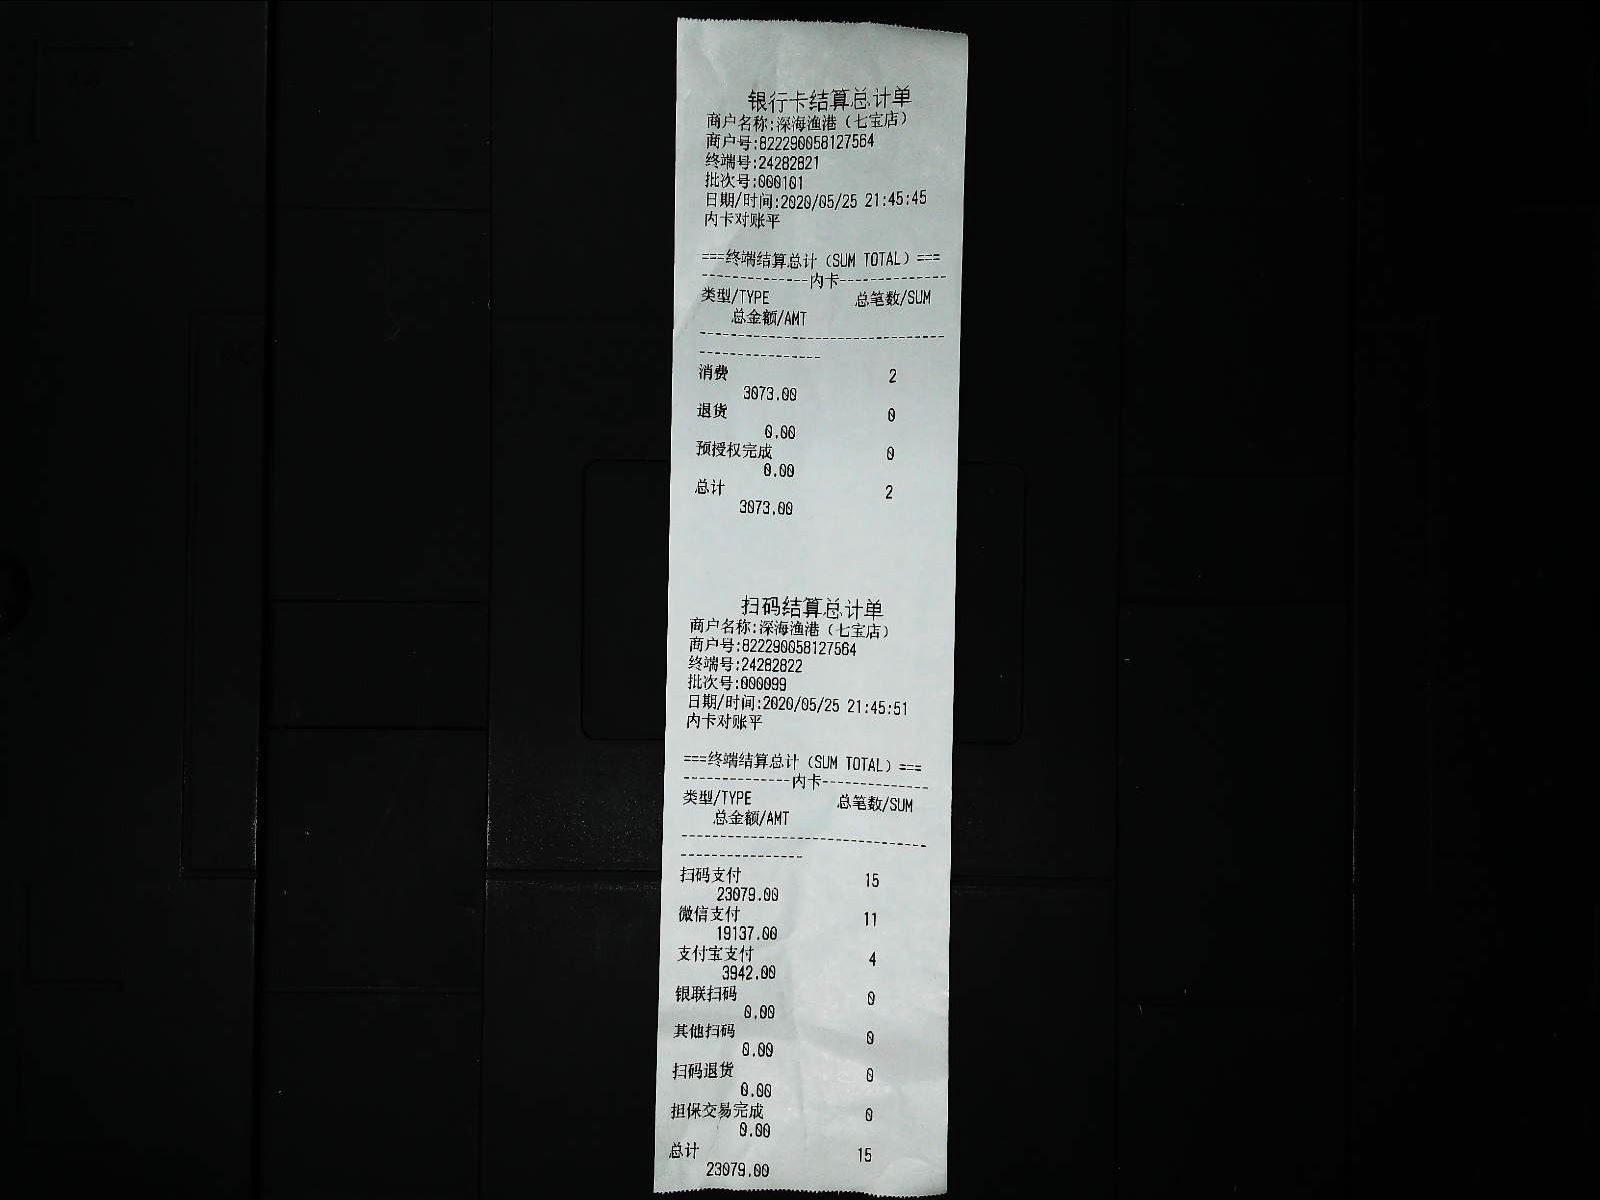 银行卡结算总计单
商户名称:深海渔港（七宝店）
商户号:822290058127564
终端号:24282821
批次号:000101
日期/时间:2020/05/25 21:45:45
内卡对账平
===终端结算总计（SUM TOTAL）===
--------------内卡--------------
类型/TYPE 总笔数/SUM
总金额/AMT
--------------------------------
----------------
消费 2
3073.00
退货 0
0.00
预授权完成 0
0.00
总计 2
3073.00
扫码结算总计单
商户名称:深海渔港（七宝店）
商户号:822290058127564
终端号:24282822
批次号:000099
日期/时间:2020/05/25 21:45:51
内卡对账平
===终端结算总计（SUM TOTAL）===
--------------内卡--------------
类型/TYPE 总笔数/SUM
总金额/AMT
--------------------------------
----------------
扫码支付 15
23079.00
微信支付 11
19137.00
支付宝支付 4
3942.00
银联扫码 0
0.00
其他扫码 0
0.00
扫码退货 0
0.00
担保交易完成 0
0.00
总计 15
23079.00